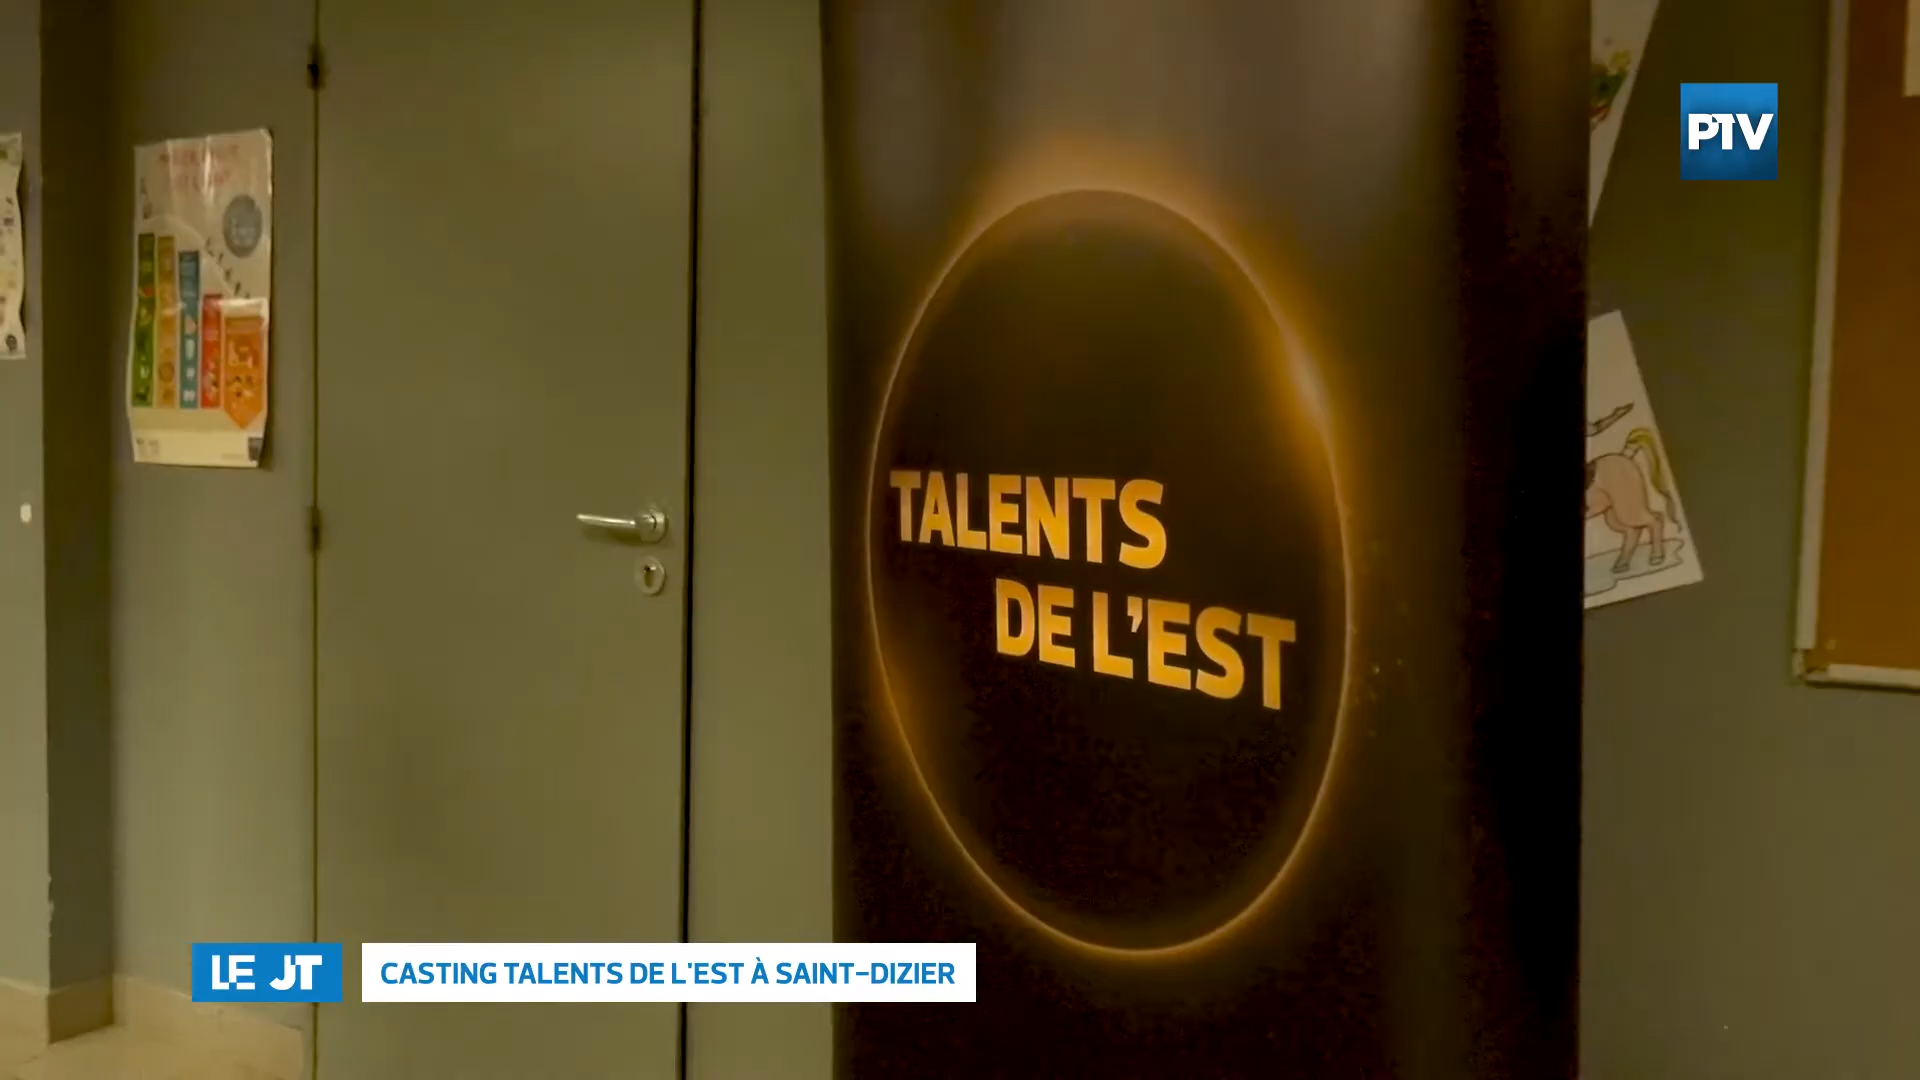 PTV
TALENTS
DE L'EST
LE JT
CASTING TALENTS DE L'EST À SAINT-DIZIER